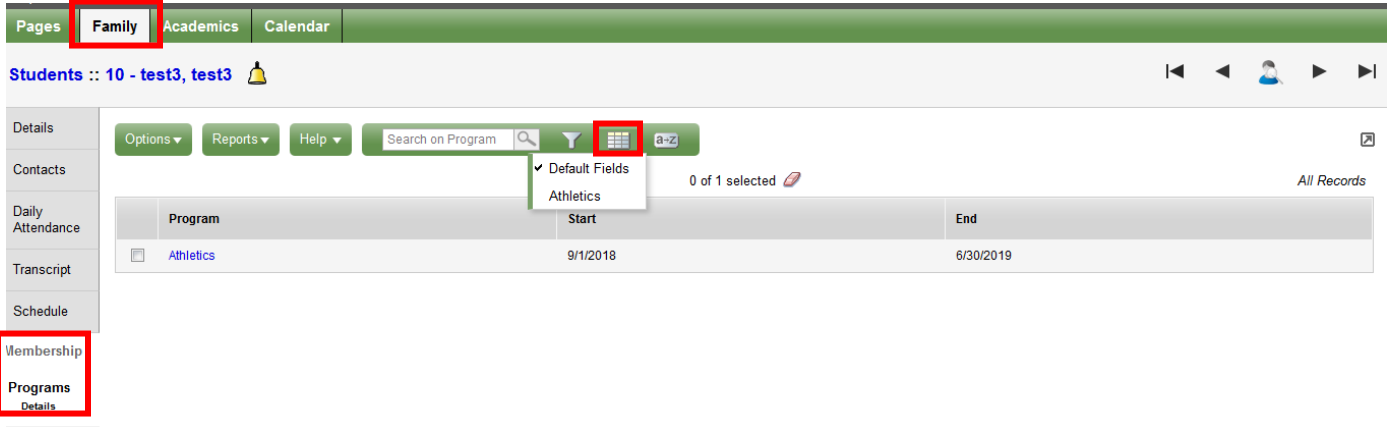 Pages Family Academics Calendar
Students :: 10 - test3, test3
Details
Contacts
Daily
Attendance
Transcript
Schedule
Membership
Programs
Details
Options Reports Help Search on Program a-z
Default Fields
Athletics
0 of 1 selected
All Records
Program Start End
Athletics 9/1/2018 6/30/2019